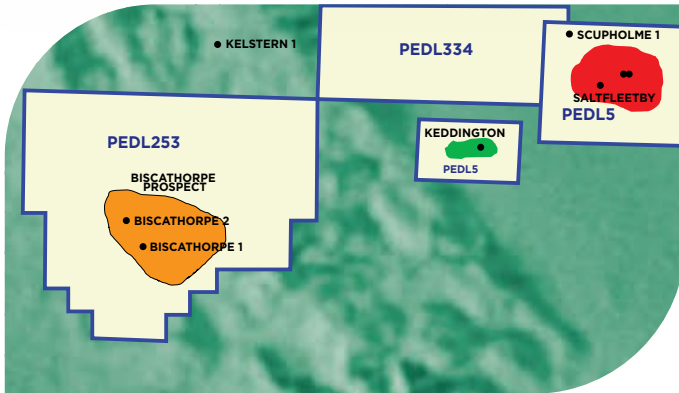 KELSTERN 1
PEDL334
SCUPHOLME 1
SALTFLEETBY
PEDL5
KEDDINGTON
PEDL5
PEDL253
BISCATHORPE
PROSPECT
BISCATHORPE 2
BISCATHORPE 1